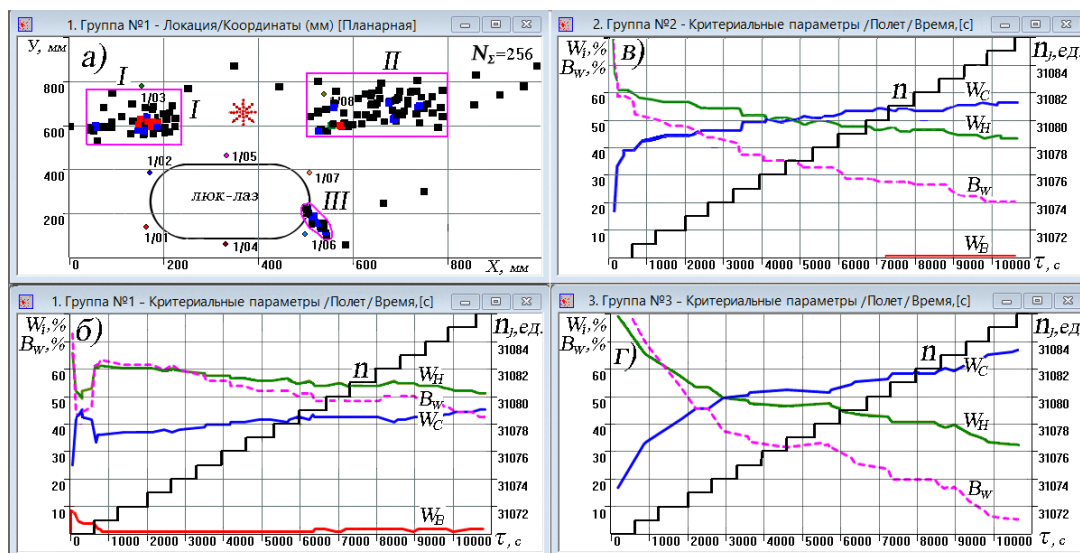 1. Группа №1 - Локация/Координаты (мм) [Планарная]
У, мм
а)
I
II
N_Σ=256
800
1/03
I
1/08
600
1/02
1/05
1/07
400
люк-лаз
III
200
1/01
1/04
1/06
0
200
400
600
X, мм
800
2. Группа №2 - Критериальные параметры /Полет/Время,[с]
W_i,%
в)
n_J,ед.
B_W,%
31084
60
n
W_C
31082
50
W_H
31080
40
31078
30
B_W
31076
20
31074
10
W_E
31072
0
1000
2000
3000
4000
5000
6000
7000
8000
9000
10000
τ, с
1. Группа №1 - Критериальные параметры /Полет/Время,[с]
W_i,%
б)
n_J,ед.
B_W,%
n
31084
60
W_H
31082
50
B_W
31080
40
W_C
31078
30
31076
20
31074
10
W_E
31072
0
1000
2000
3000
4000
5000
6000
7000
8000
9000
10000
τ, с
3. Группа №3 - Критериальные параметры /Полет/Время,[с]
W_i,%
г)
n_J,ед.
B_W,%
n
31084
60
W_C
31082
50
W_H
31080
40
31078
30
31076
20
B_W
31074
10
31072
0
1000
2000
3000
4000
5000
6000
7000
8000
9000
10000
τ, с